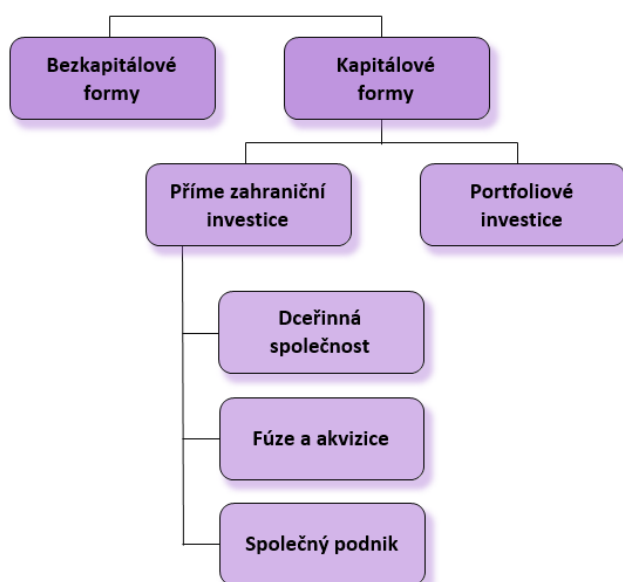 Bezkapitálové
formy
Kapitálové
formy
Příme zahraniční
investice
Portfoliové
investice
Dceřinná
společnost
Fúze a akvizice
Společný podnik